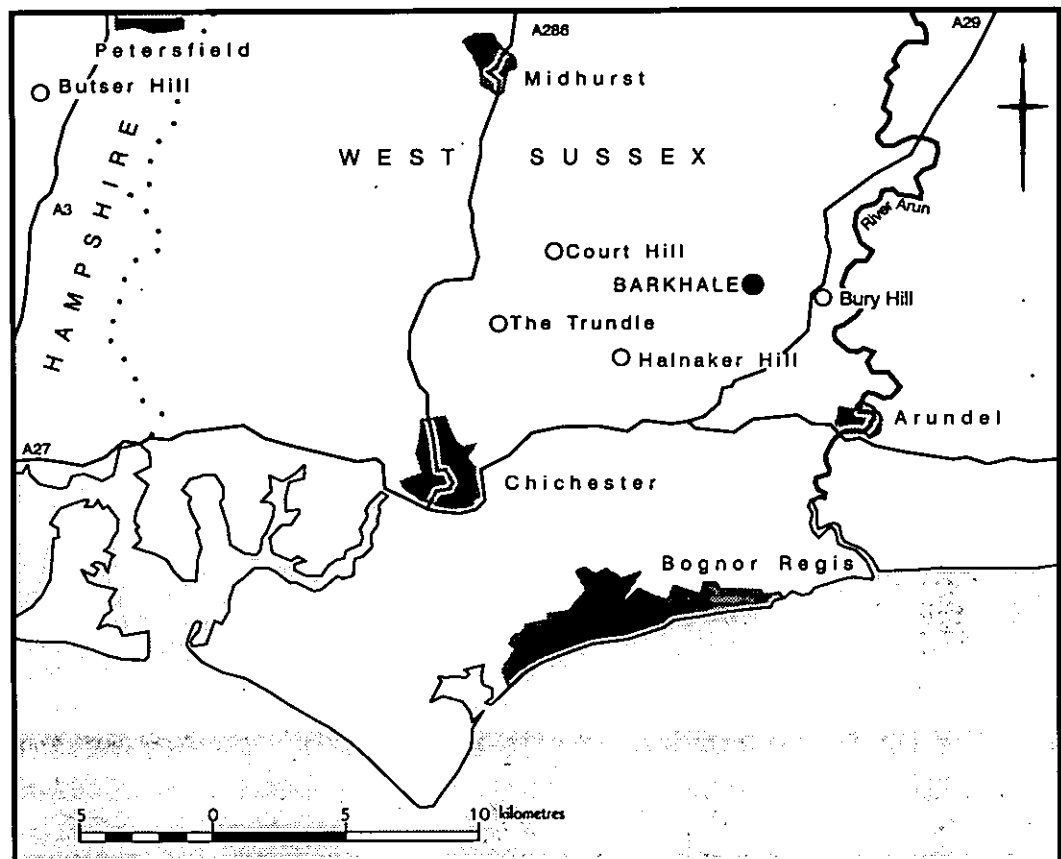 A286
A29
Petersfield
Butser Hill
Midhurst
HAMPSHIRE
WEST SUSSEX
A3
River Arun
Court Hill
BARKHALE
Bury Hill
The Trundle
Halnaker Hill
Arundel
A27
Chichester
Bognor Regis
5 0 5 10 kilometres